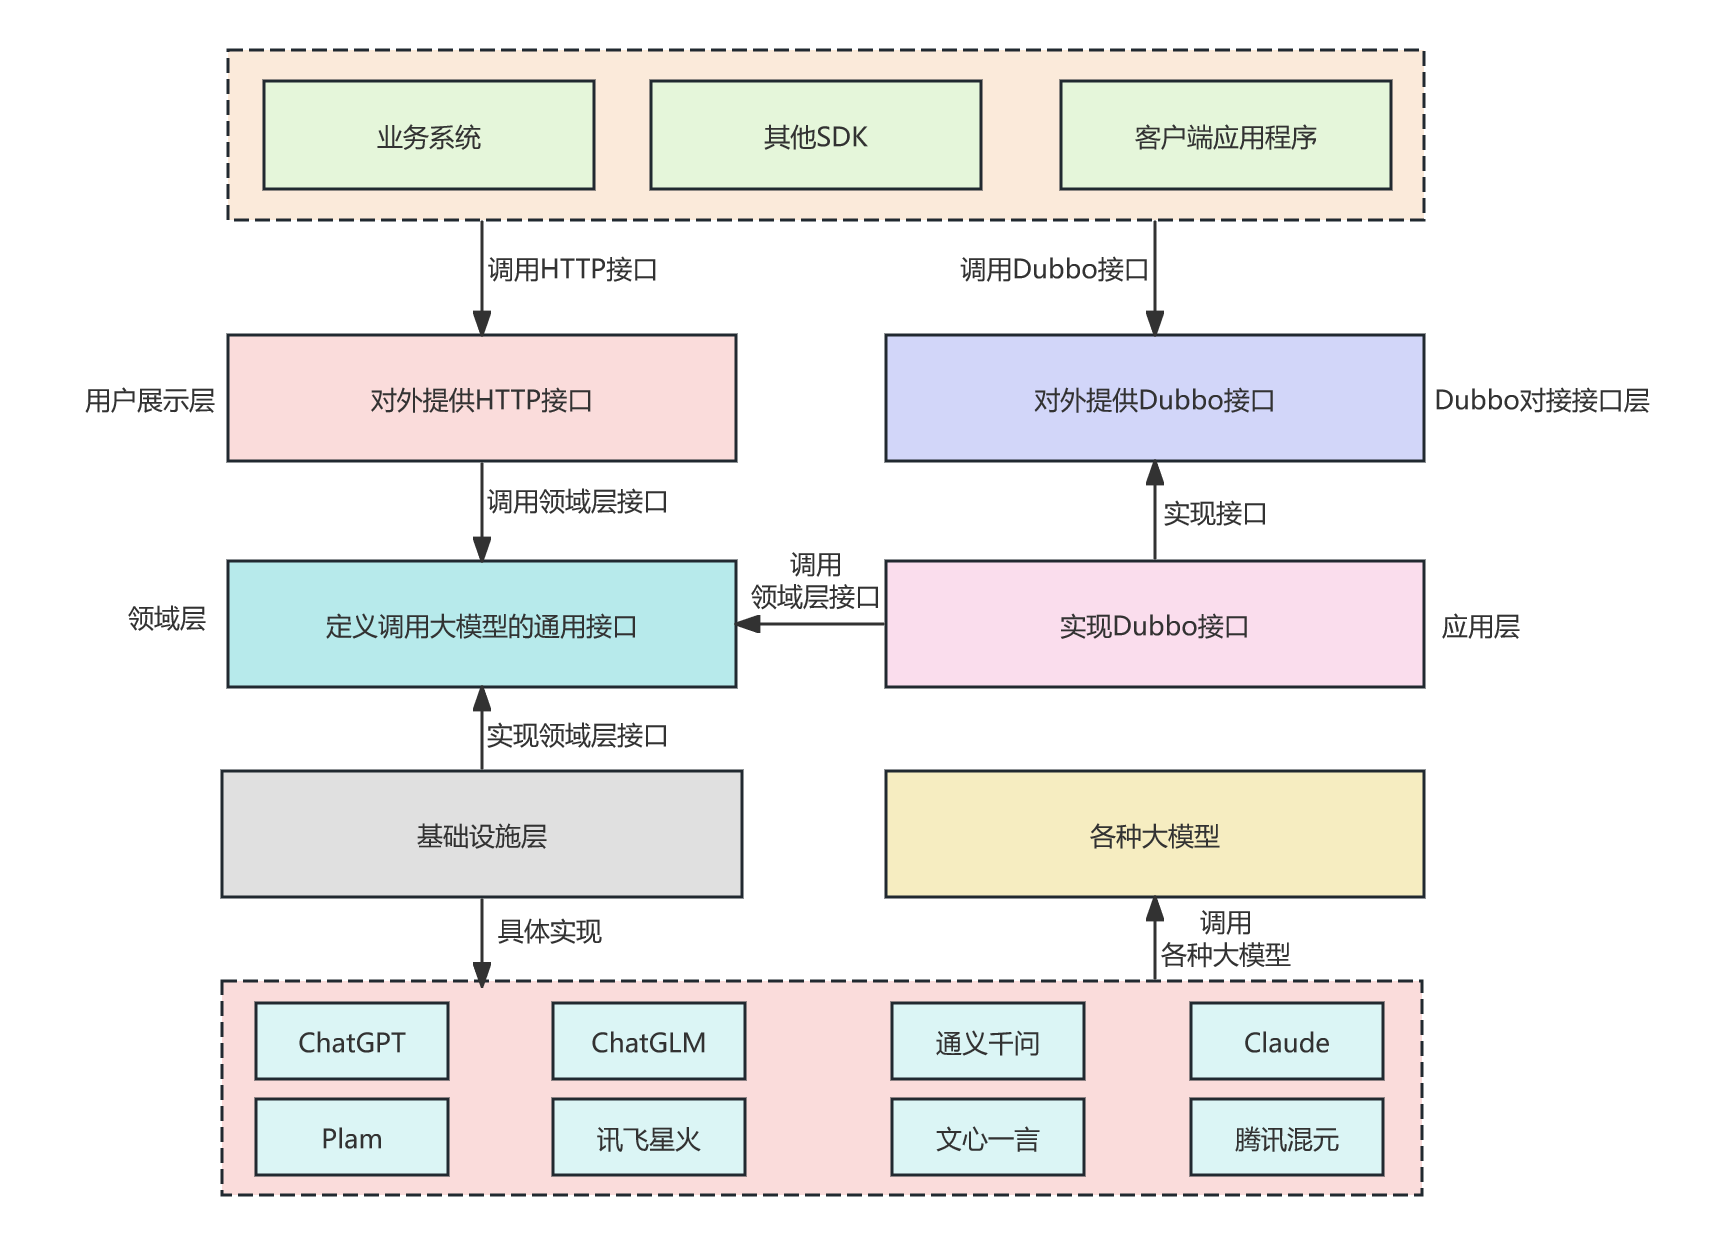 业务系统
其他SDK
客户端应用程序
调用HTTP接口
调用Dubbo接口
用户展示层
对外提供HTTP接口
对外提供Dubbo接口
Dubbo对接接口层
调用领域层接口
实现接口
领域层
定义调用大模型的通用接口
调用
领域层接口
实现Dubbo接口
应用层
实现领域层接口
基础设施层
各种大模型
具体实现
调用
各种大模型
ChatGPT
ChatGLM
通义千问
Claude
Plam
讯飞星火
文心一言
腾讯混元